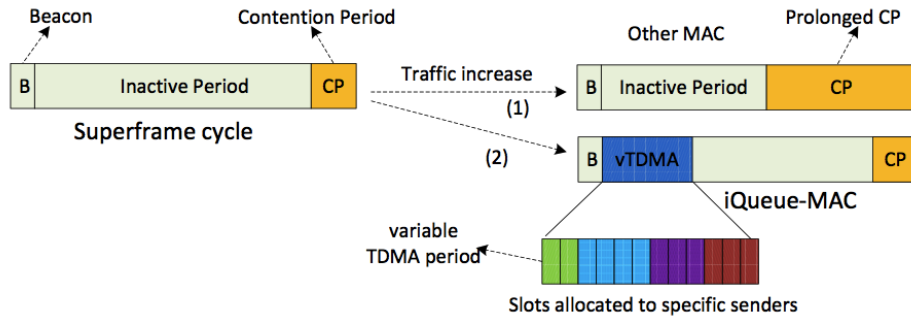 Beacon
Contention Period
Other MAC
Prolonged CP
B
Inactive Period
CP
Traffic increase
(1)
B
Inactive Period
CP
Superframe cycle
(2)
B
vTDMA
CP
iQueue-MAC
variable
TDMA period
Slots allocated to specific senders